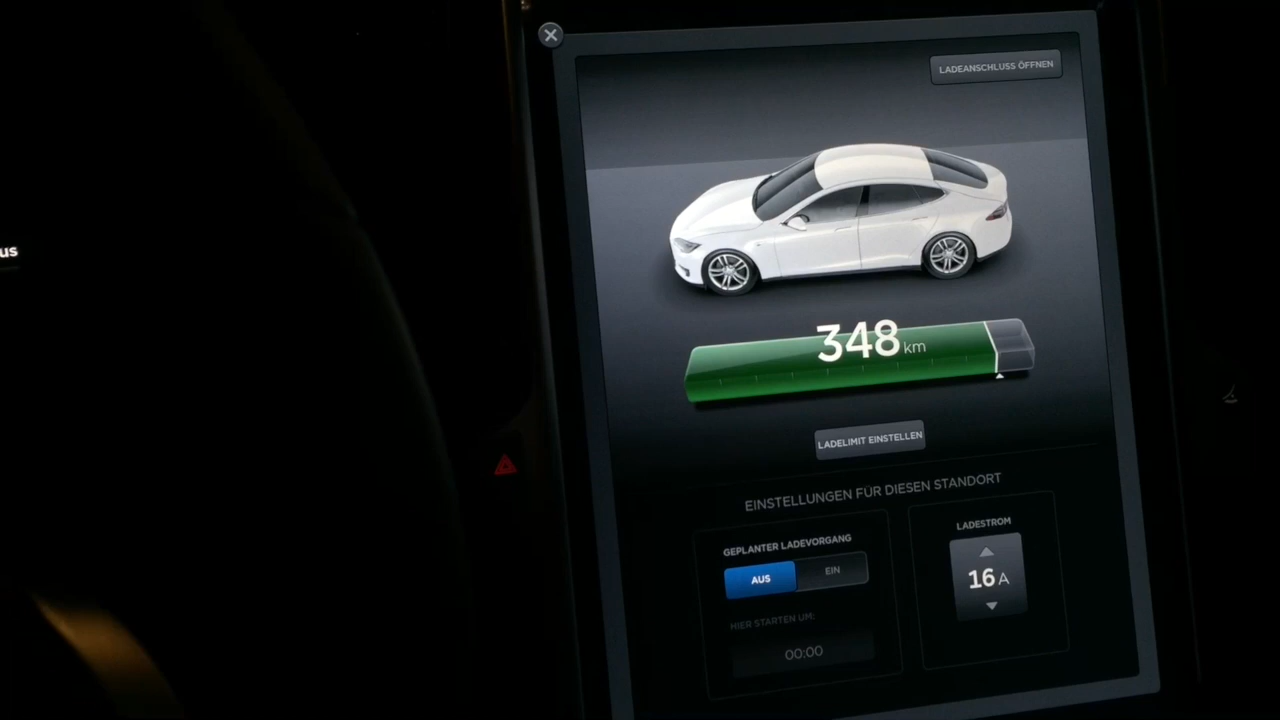 us
LADEANSCHLUSS ÖFFNEN
348 km
LADELIMIT EINSTELLEN
EINSTELLUNGEN FÜR DIESEN STANDORT
GEPLANTER LADEVORGANG
AUS EIN
HIER STARTEN UM:
00:00
LADESTROM
16 A